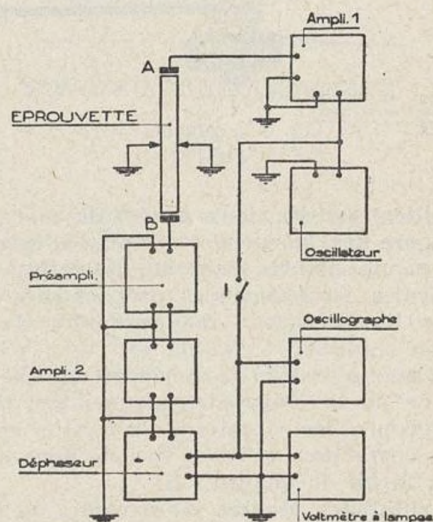 Ampli.1
A
EPROUVETTE
B
Oscillateur
Préampli.
I
Oscillographe
Ampli.2
Déphaseur
Voltmètre à lampes